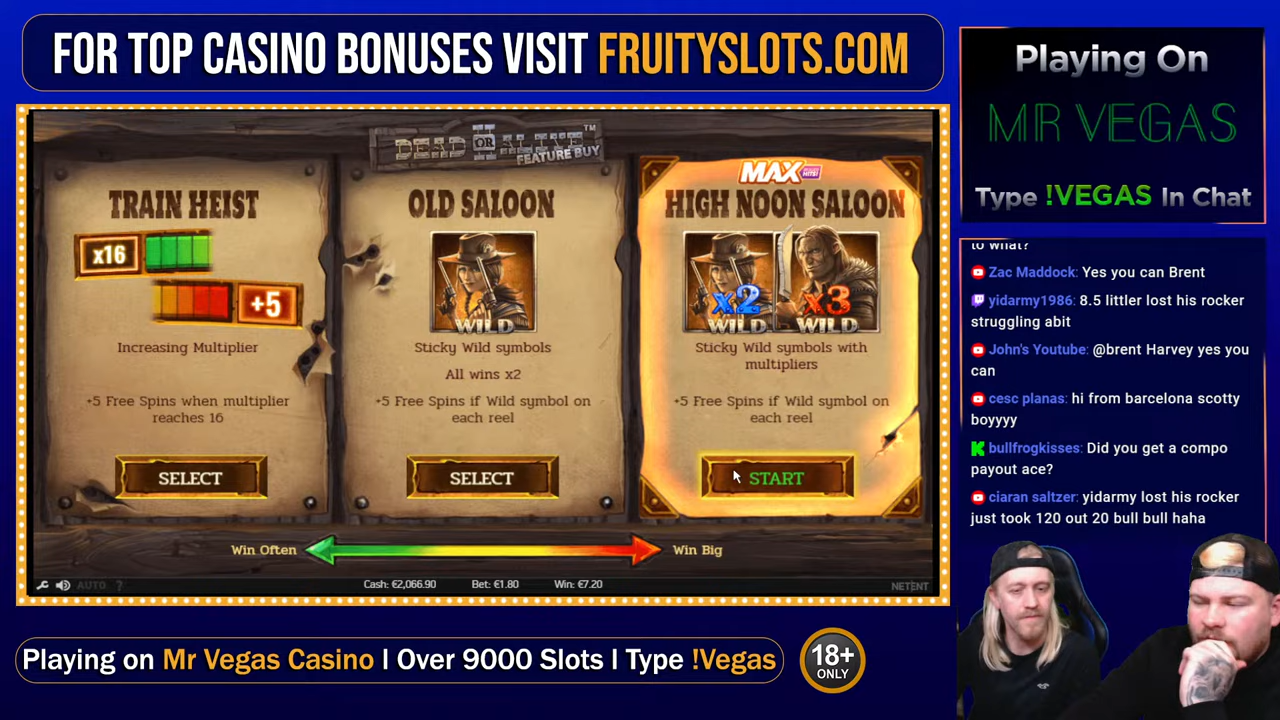 FOR TOP CASINO BONUSES VISIT FRUITYSLOTS.COM
DEAD OR ALIVE™
II
FEATURE BUY
TRAIN HEIST
x16
+5
Increasing Multiplier
+5 Free Spins when multiplier
reaches 16
SELECT
OLD SALOON
WILD
Sticky Wild symbols
All wins x2
+5 Free Spins if Wild symbol on
each reel
SELECT
MAX
HIGH NOON SALOON
x2 x3
WILD WILD
Sticky Wild symbols with
multipliers
+5 Free Spins if Wild symbol on
each reel
START
Win Often
Win Big
AUTO ?
Cash: €2,066.90 Bet: €1.80 Win: €7.20
NETENT
Playing on Mr Vegas Casino | Over 9000 Slots | Type !Vegas
18+
ONLY
Playing On
MR VEGAS
Type !VEGAS In Chat
to what?
Zac Maddock: Yes you can Brent
yidarmy1986: 8.5 littler lost his rocker
struggling abit
John's Youtube: @brent Harvey yes you
can
cesc planas: hi from barcelona scotty
boyyyy
bullfrogkisses: Did you get a compo
payout ace?
ciaran saltzer: yidarmy lost his rocker
just took 120 out 20 bull bull haha